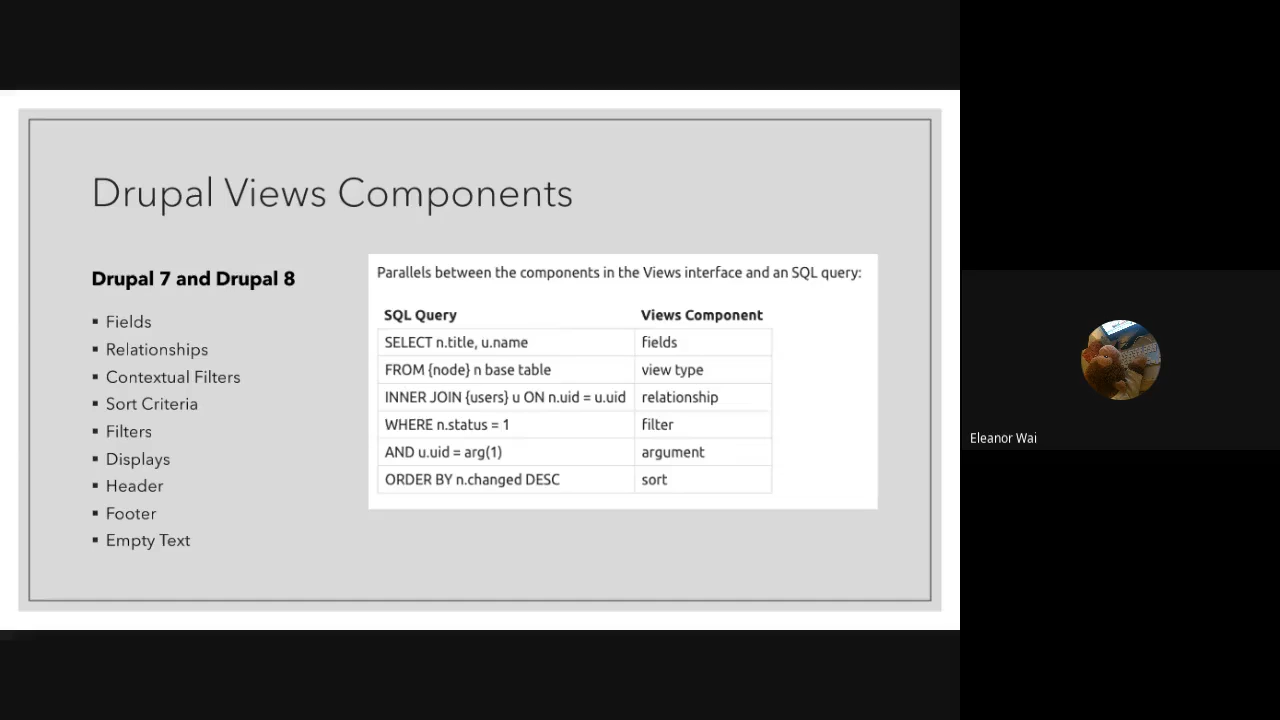 Drupal Views Components
Drupal 7 and Drupal 8
▪ Fields
▪ Relationships
▪ Contextual Filters
▪ Sort Criteria
▪ Filters
▪ Displays
▪ Header
▪ Footer
▪ Empty Text
Parallels between the components in the Views interface and an SQL query:
SQL Query Views Component
SELECT n.title, u.name fields
FROM {node} n base table view type
INNER JOIN {users} u ON n.uid = u.uid relationship
WHERE n.status = 1 filter
AND u.uid = arg(1) argument
ORDER BY n.changed DESC sort
Eleanor Wai